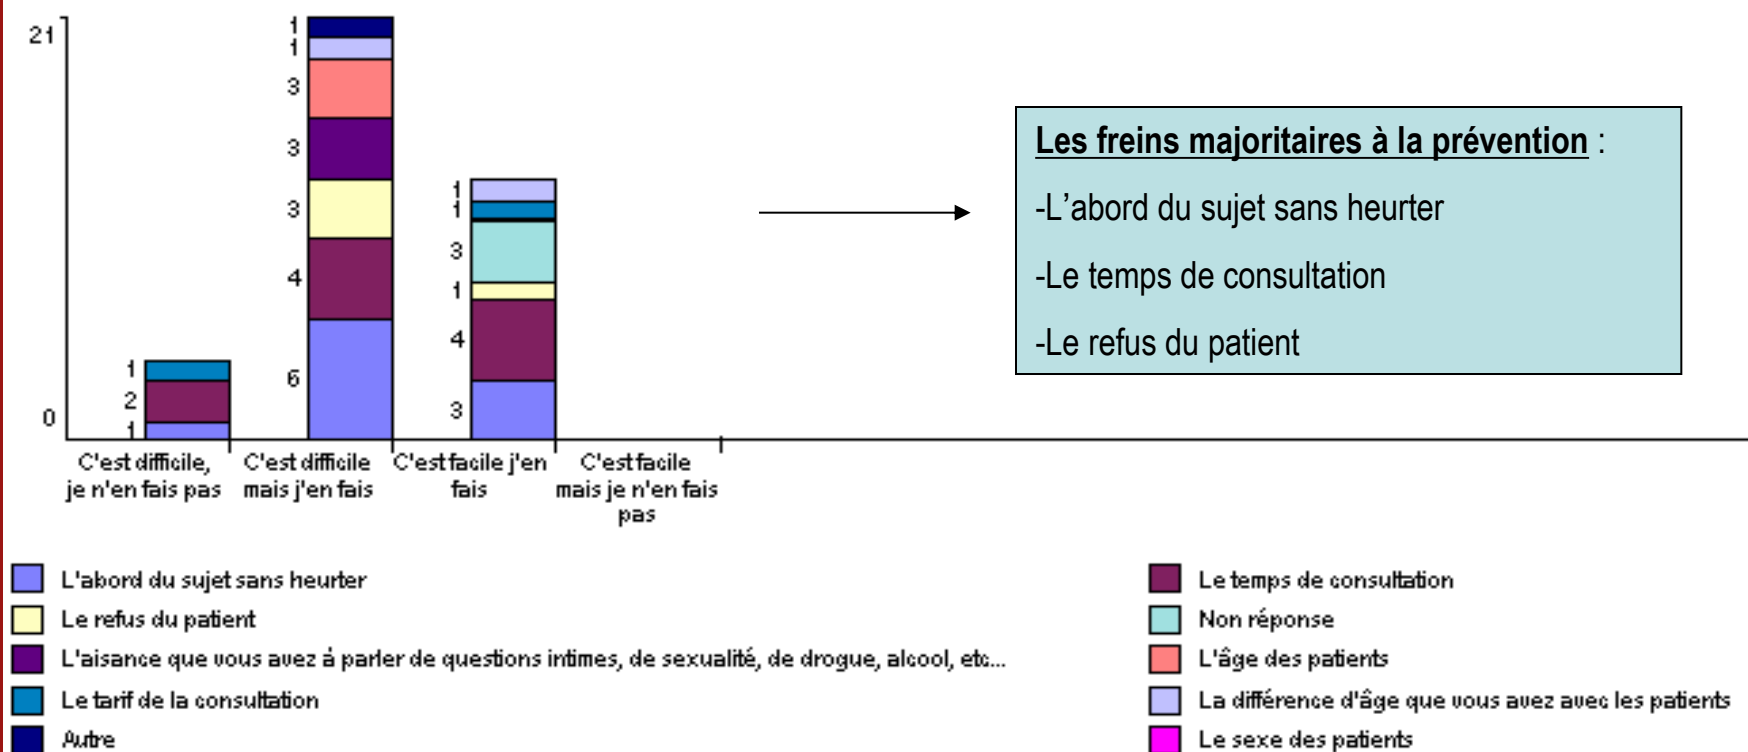 21
0
1
2
1
1
1
3
3
3
4
6
1
1
3
1
4
3
C'est difficile,
je n'en fais pas
C'est difficile
mais j'en fais
C'est facile j'en
fais
C'est facile
mais je n'en fais
pas
Les freins majoritaires à la prévention :
-L'abord du sujet sans heurter
-Le temps de consultation
-Le refus du patient
L'abord du sujet sans heurter
Le temps de consultation
Le refus du patient
Non réponse
L'aisance que vous avez à parler de questions intimes, de sexualité, de drogue, alcool, etc...
L'âge des patients
Le tarif de la consultation
La différence d'âge que vous avez avec les patients
Autre
Le sexe des patients